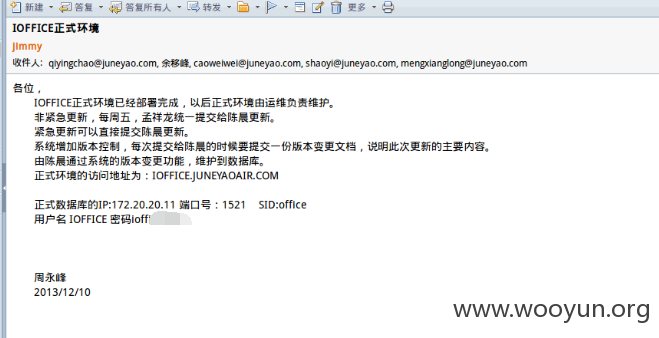 新建 答复 答复所有人 转发 更多
IOFFICE正式环境
jimmy
收件人：qiyingchao@juneyao.com, 余移峰, caoweiwei@juneyao.com, shaoyi@juneyao.com, mengxianglong@juneyao.com
各位，
IOFFICE正式环境已经部署完成，以后正式环境由运维负责维护。
非紧急更新，每周五，孟祥龙统一提交给陈晨更新。
紧急更新可以直接提交陈晨更新。
系统增加版本控制，每次提交给陈晨的时候要提交一份版本变更文档，说明此次更新的主要内容。
由陈晨通过系统的版本变更功能，维护到数据库。
正式环境的访问地址为：IOFFICE.JUNEYAOAIR.COM
正式数据库的IP:172.20.20.11 端口号：1521 SID:office
用户名 IOFFICE 密码ioff
周永峰
2013/12/10
www.wooyun.org